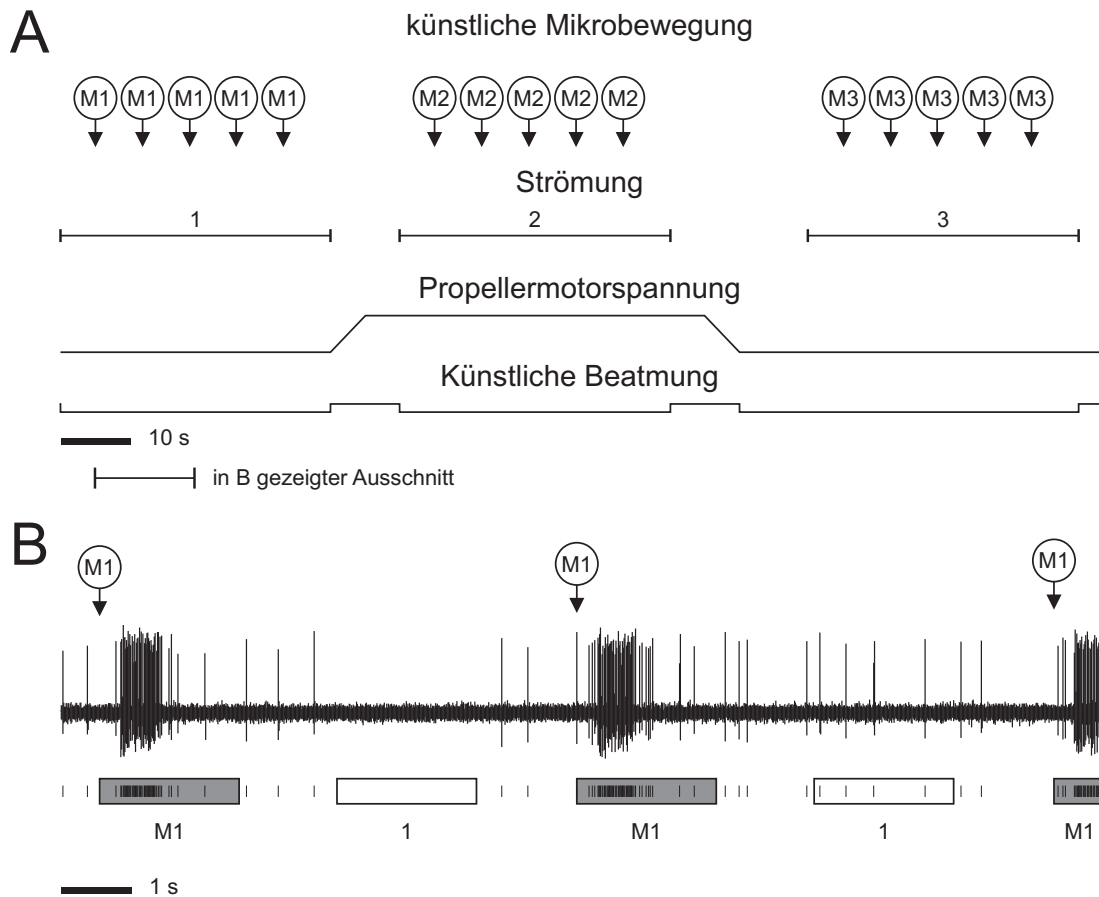 A
künstliche Mikrobewegung
M1 M1 M1 M1 M1 M2 M2 M2 M2 M2 M3 M3 M3 M3 M3
Strömung
1 2 3
Propellermotorspannung
Künstliche Beatmung
10 s
in B gezeigter Ausschnitt
B
M1 M1 M1
M1 1 M1 1 M1
1 s